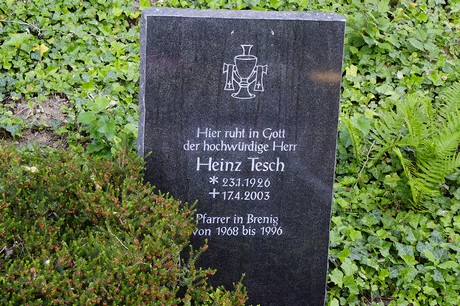 Hier ruht in Gott
der hochwürdige Herr
Heinz Tesch
* 23.1.1926
+ 17.4.2003
Pfarrer in Brenig
von 1968 bis 1996